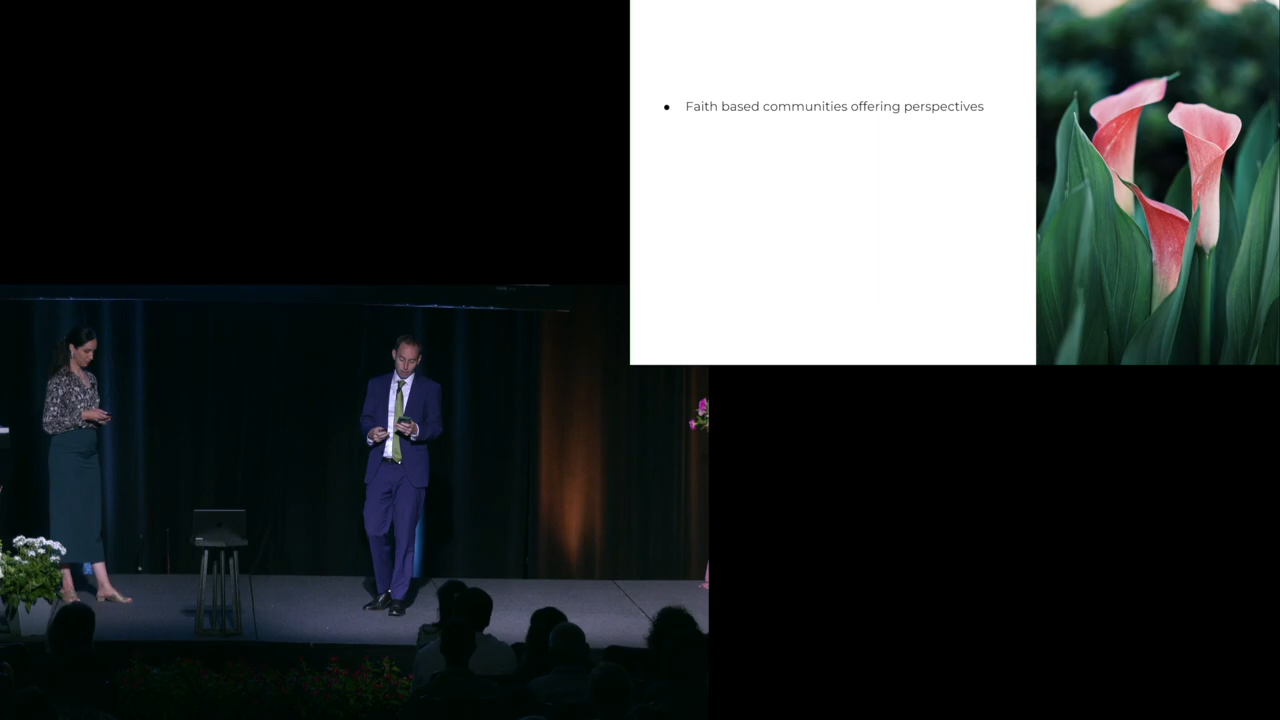 ● Faith based communities offering perspectives